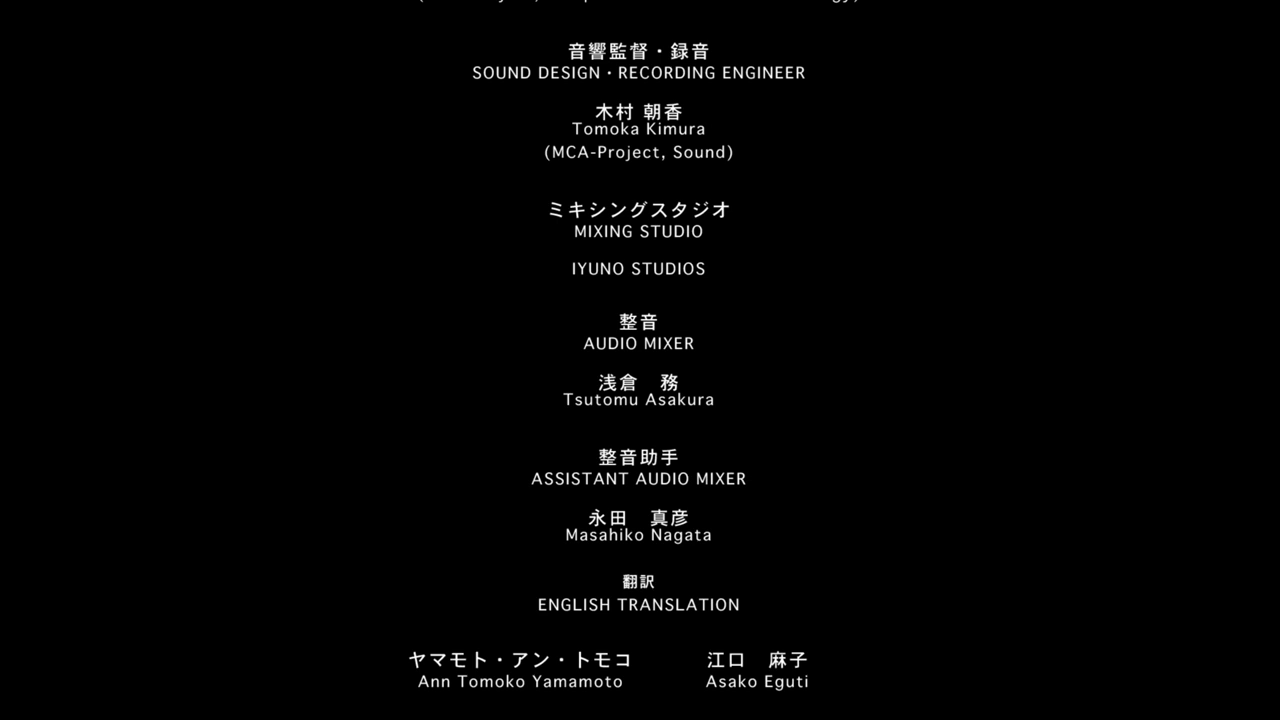 音響監督・録音
SOUND DESIGN・RECORDING ENGINEER
木村 朝香
Tomoka Kimura
(MCA-Project, Sound)
ミキシングスタジオ
MIXING STUDIO
IYUNO STUDIOS
整音
AUDIO MIXER
浅倉　務
Tsutomu Asakura
整音助手
ASSISTANT AUDIO MIXER
永田　真彦
Masahiko Nagata
翻訳
ENGLISH TRANSLATION
ヤマモト・アン・トモコ　江口　麻子
Ann Tomoko Yamamoto　Asako Eguti